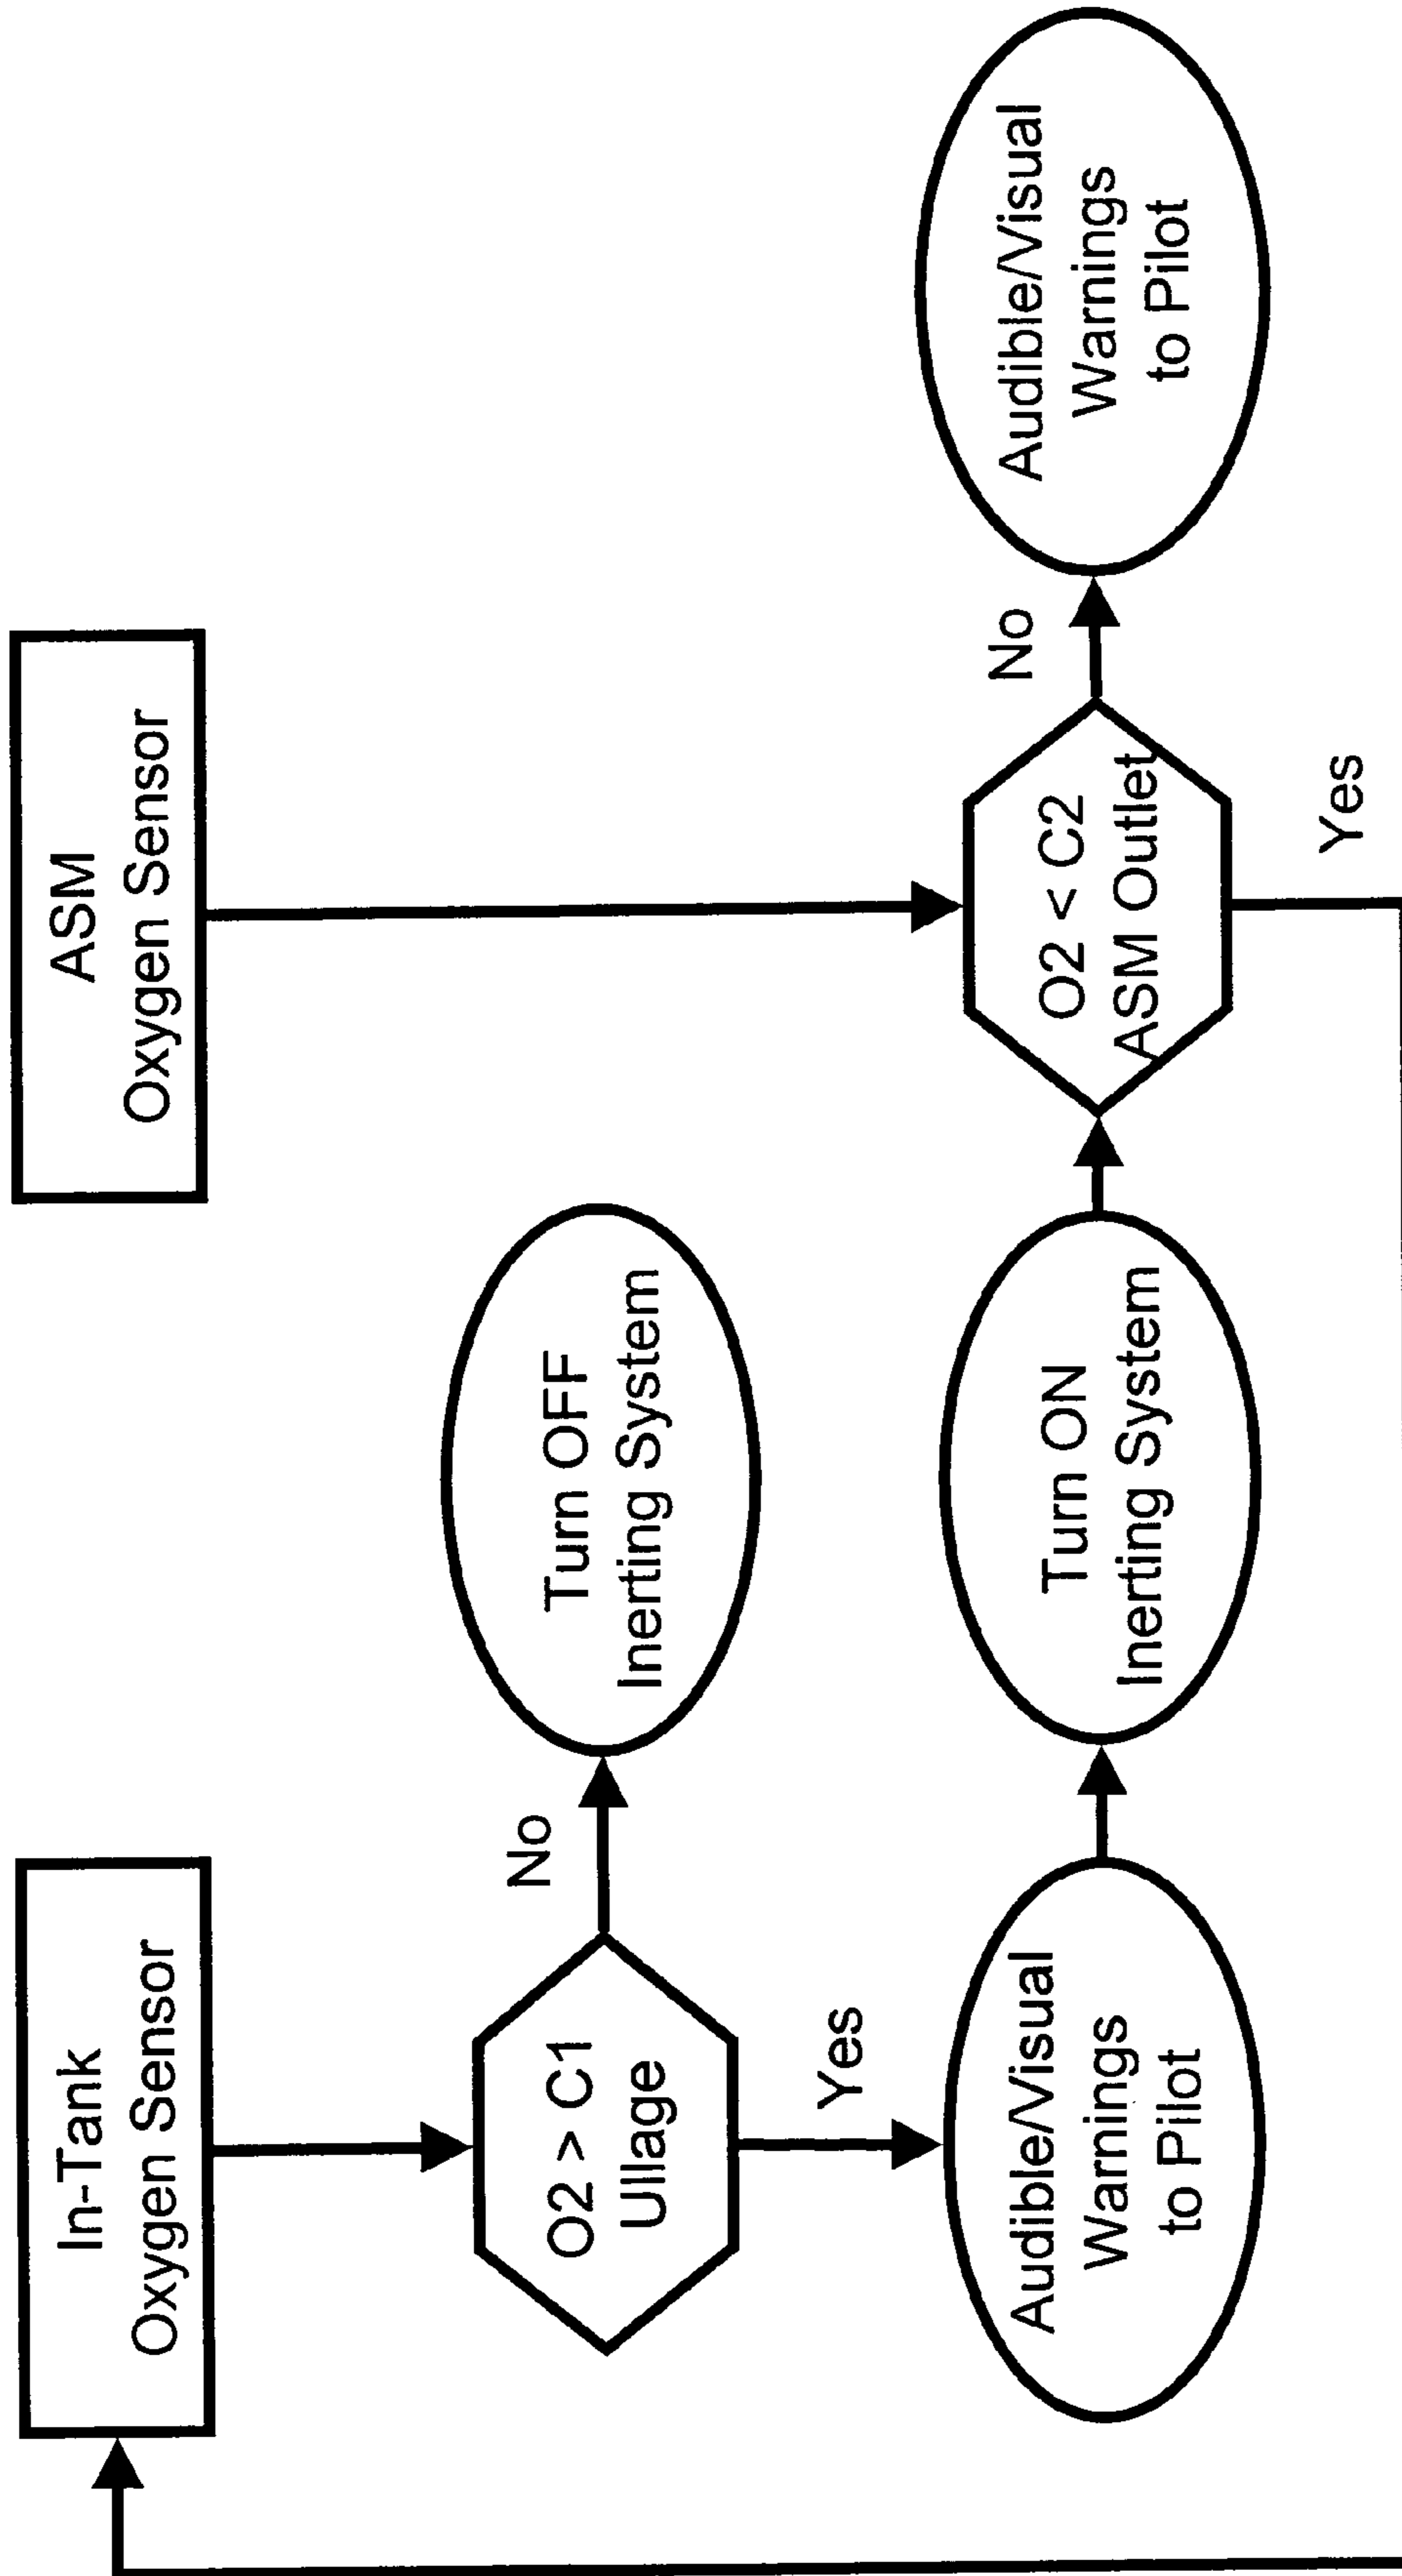 In-Tank
Oxygen Sensor
ASM
Oxygen Sensor
O2 > C1
Ullage
No
Turn OFF
Inerting System
Yes
Audible/Visual
Warnings
to Pilot
Turn ON
Inerting System
O2 < C2
ASM Outlet
No
Audible/Visual
Warnings
to Pilot
Yes